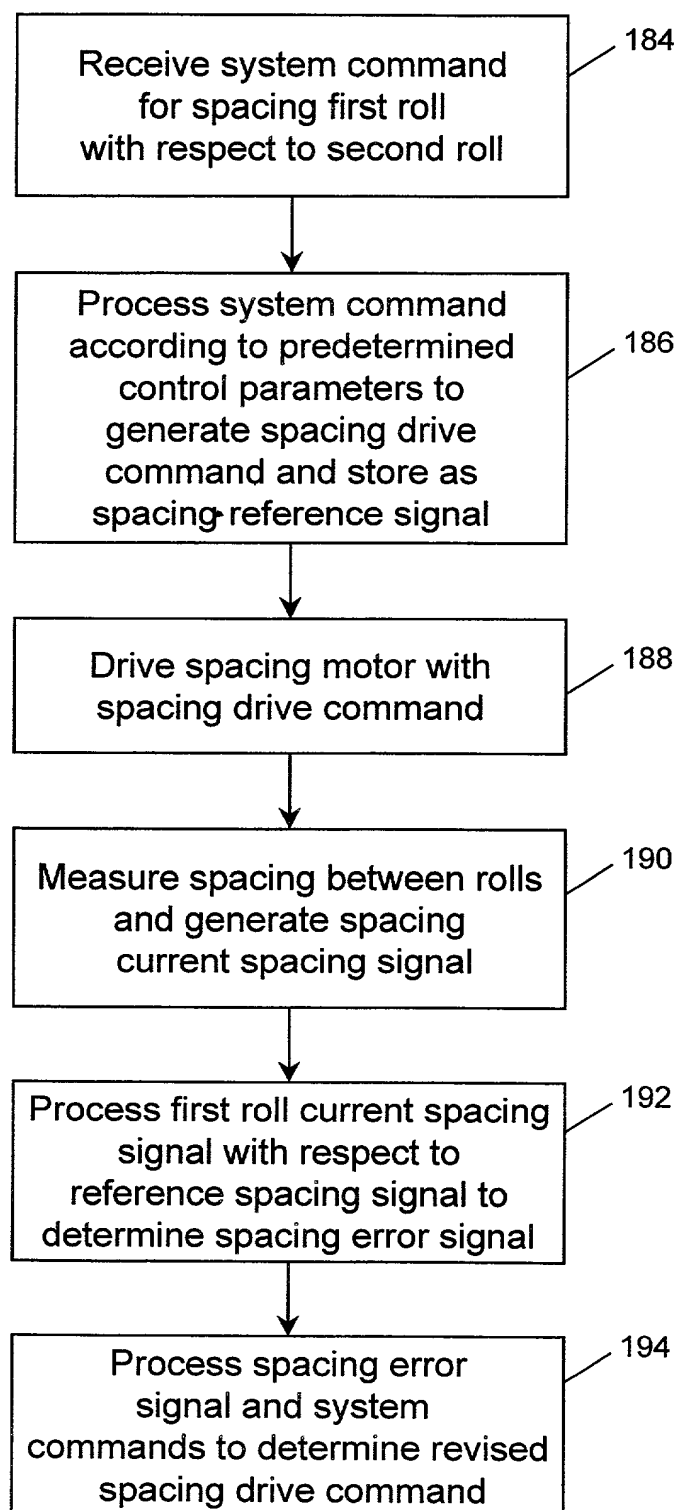 Receive system command
for spacing first roll
with respect to second roll
184
Process system command
according to predetermined
control parameters to
generate spacing drive
command and store as
spacing reference signal
186
Drive spacing motor with
spacing drive command
188
Measure spacing between rolls
and generate spacing
current spacing signal
190
Process first roll current spacing
signal with respect to
reference spacing signal to
determine spacing error signal
192
Process spacing error
signal and system
commands to determine revised
spacing drive command
194